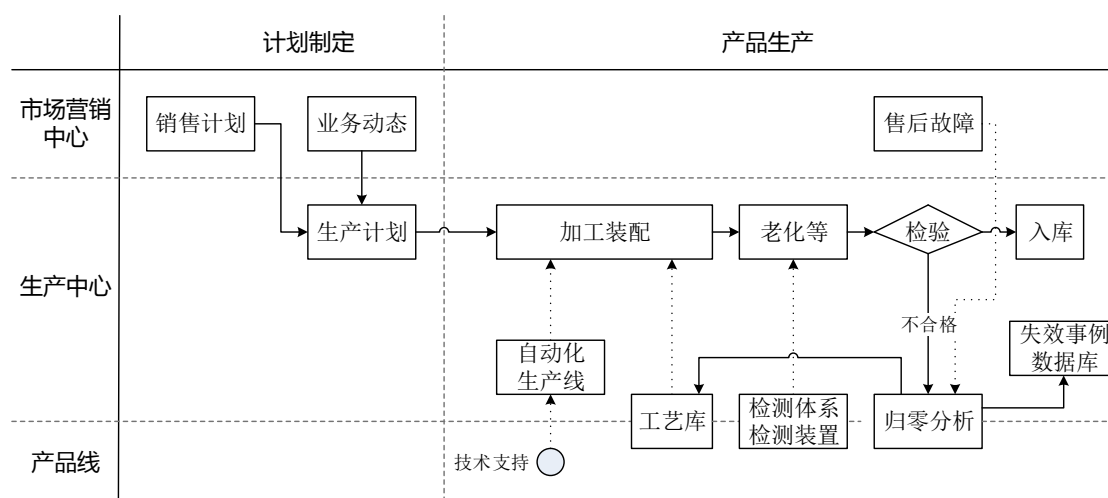 计划制定
产品生产
市场营销
中心
销售计划
业务动态
售后故障
生产中心
生产计划
加工装配
老化等
检验
入库
不合格
自动化
生产线
失效事例
数据库
工艺库
检测体系
检测装置
归零分析
产品线
技术支持